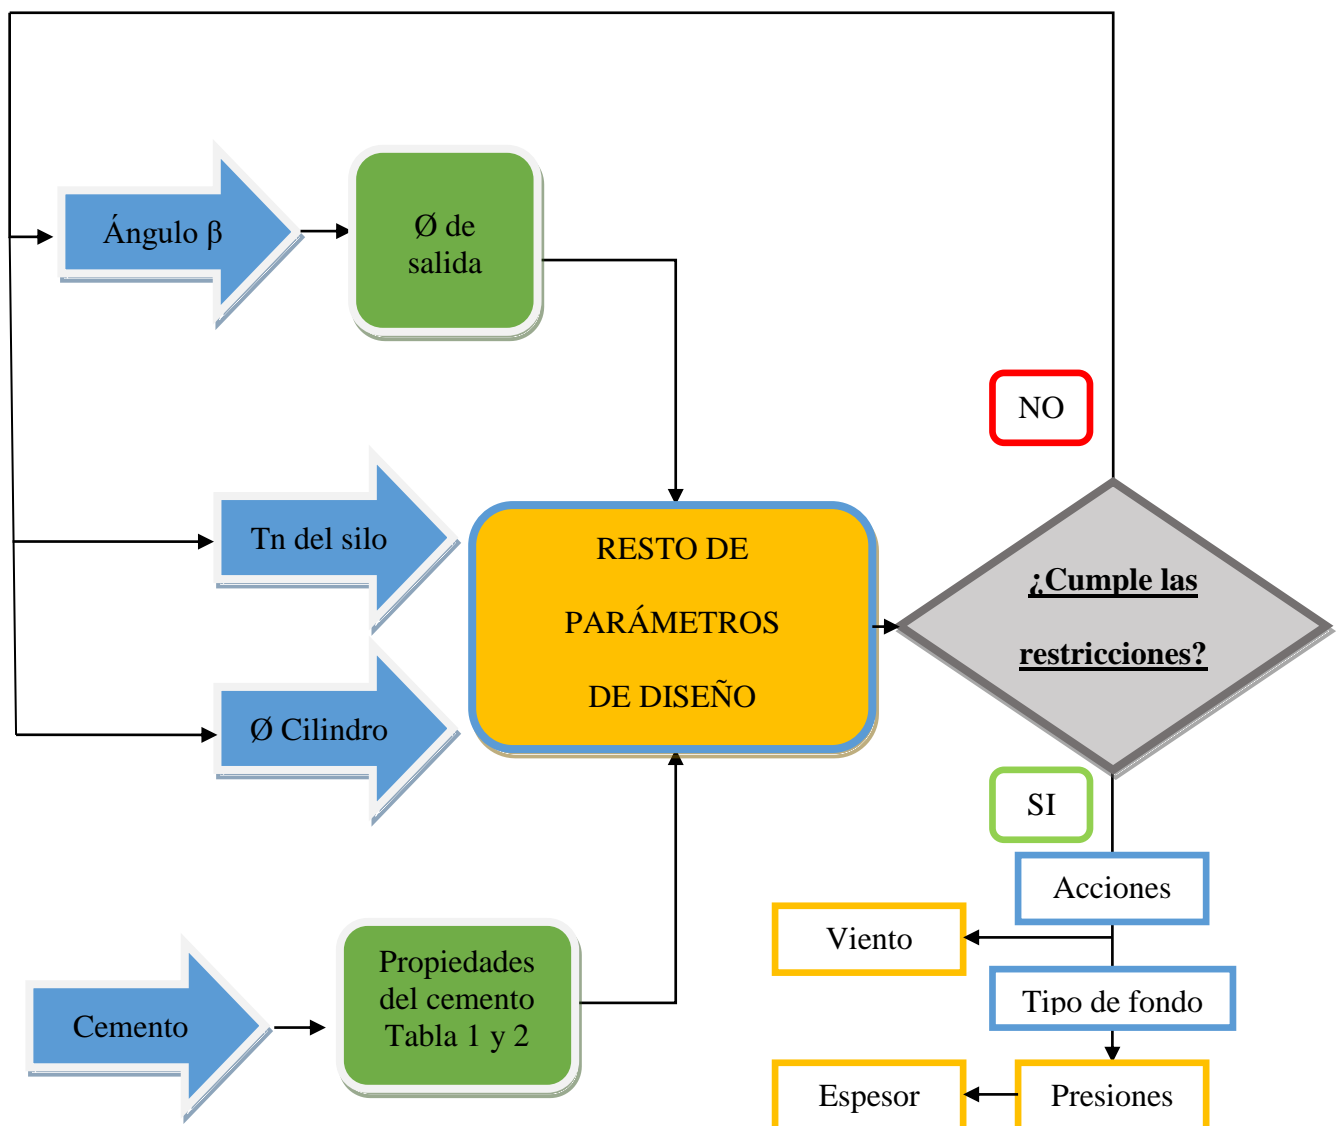 Ángulo β
Ø de
salida
NO
Tn del silo
RESTO DE
PARÁMETROS
DE DISEÑO
¿Cumple las
restricciones?
Ø Cilindro
SI
Acciones
Viento
Propiedades
del cemento
Tabla 1 y 2
Tipo de fondo
Cemento
Espesor
Presiones